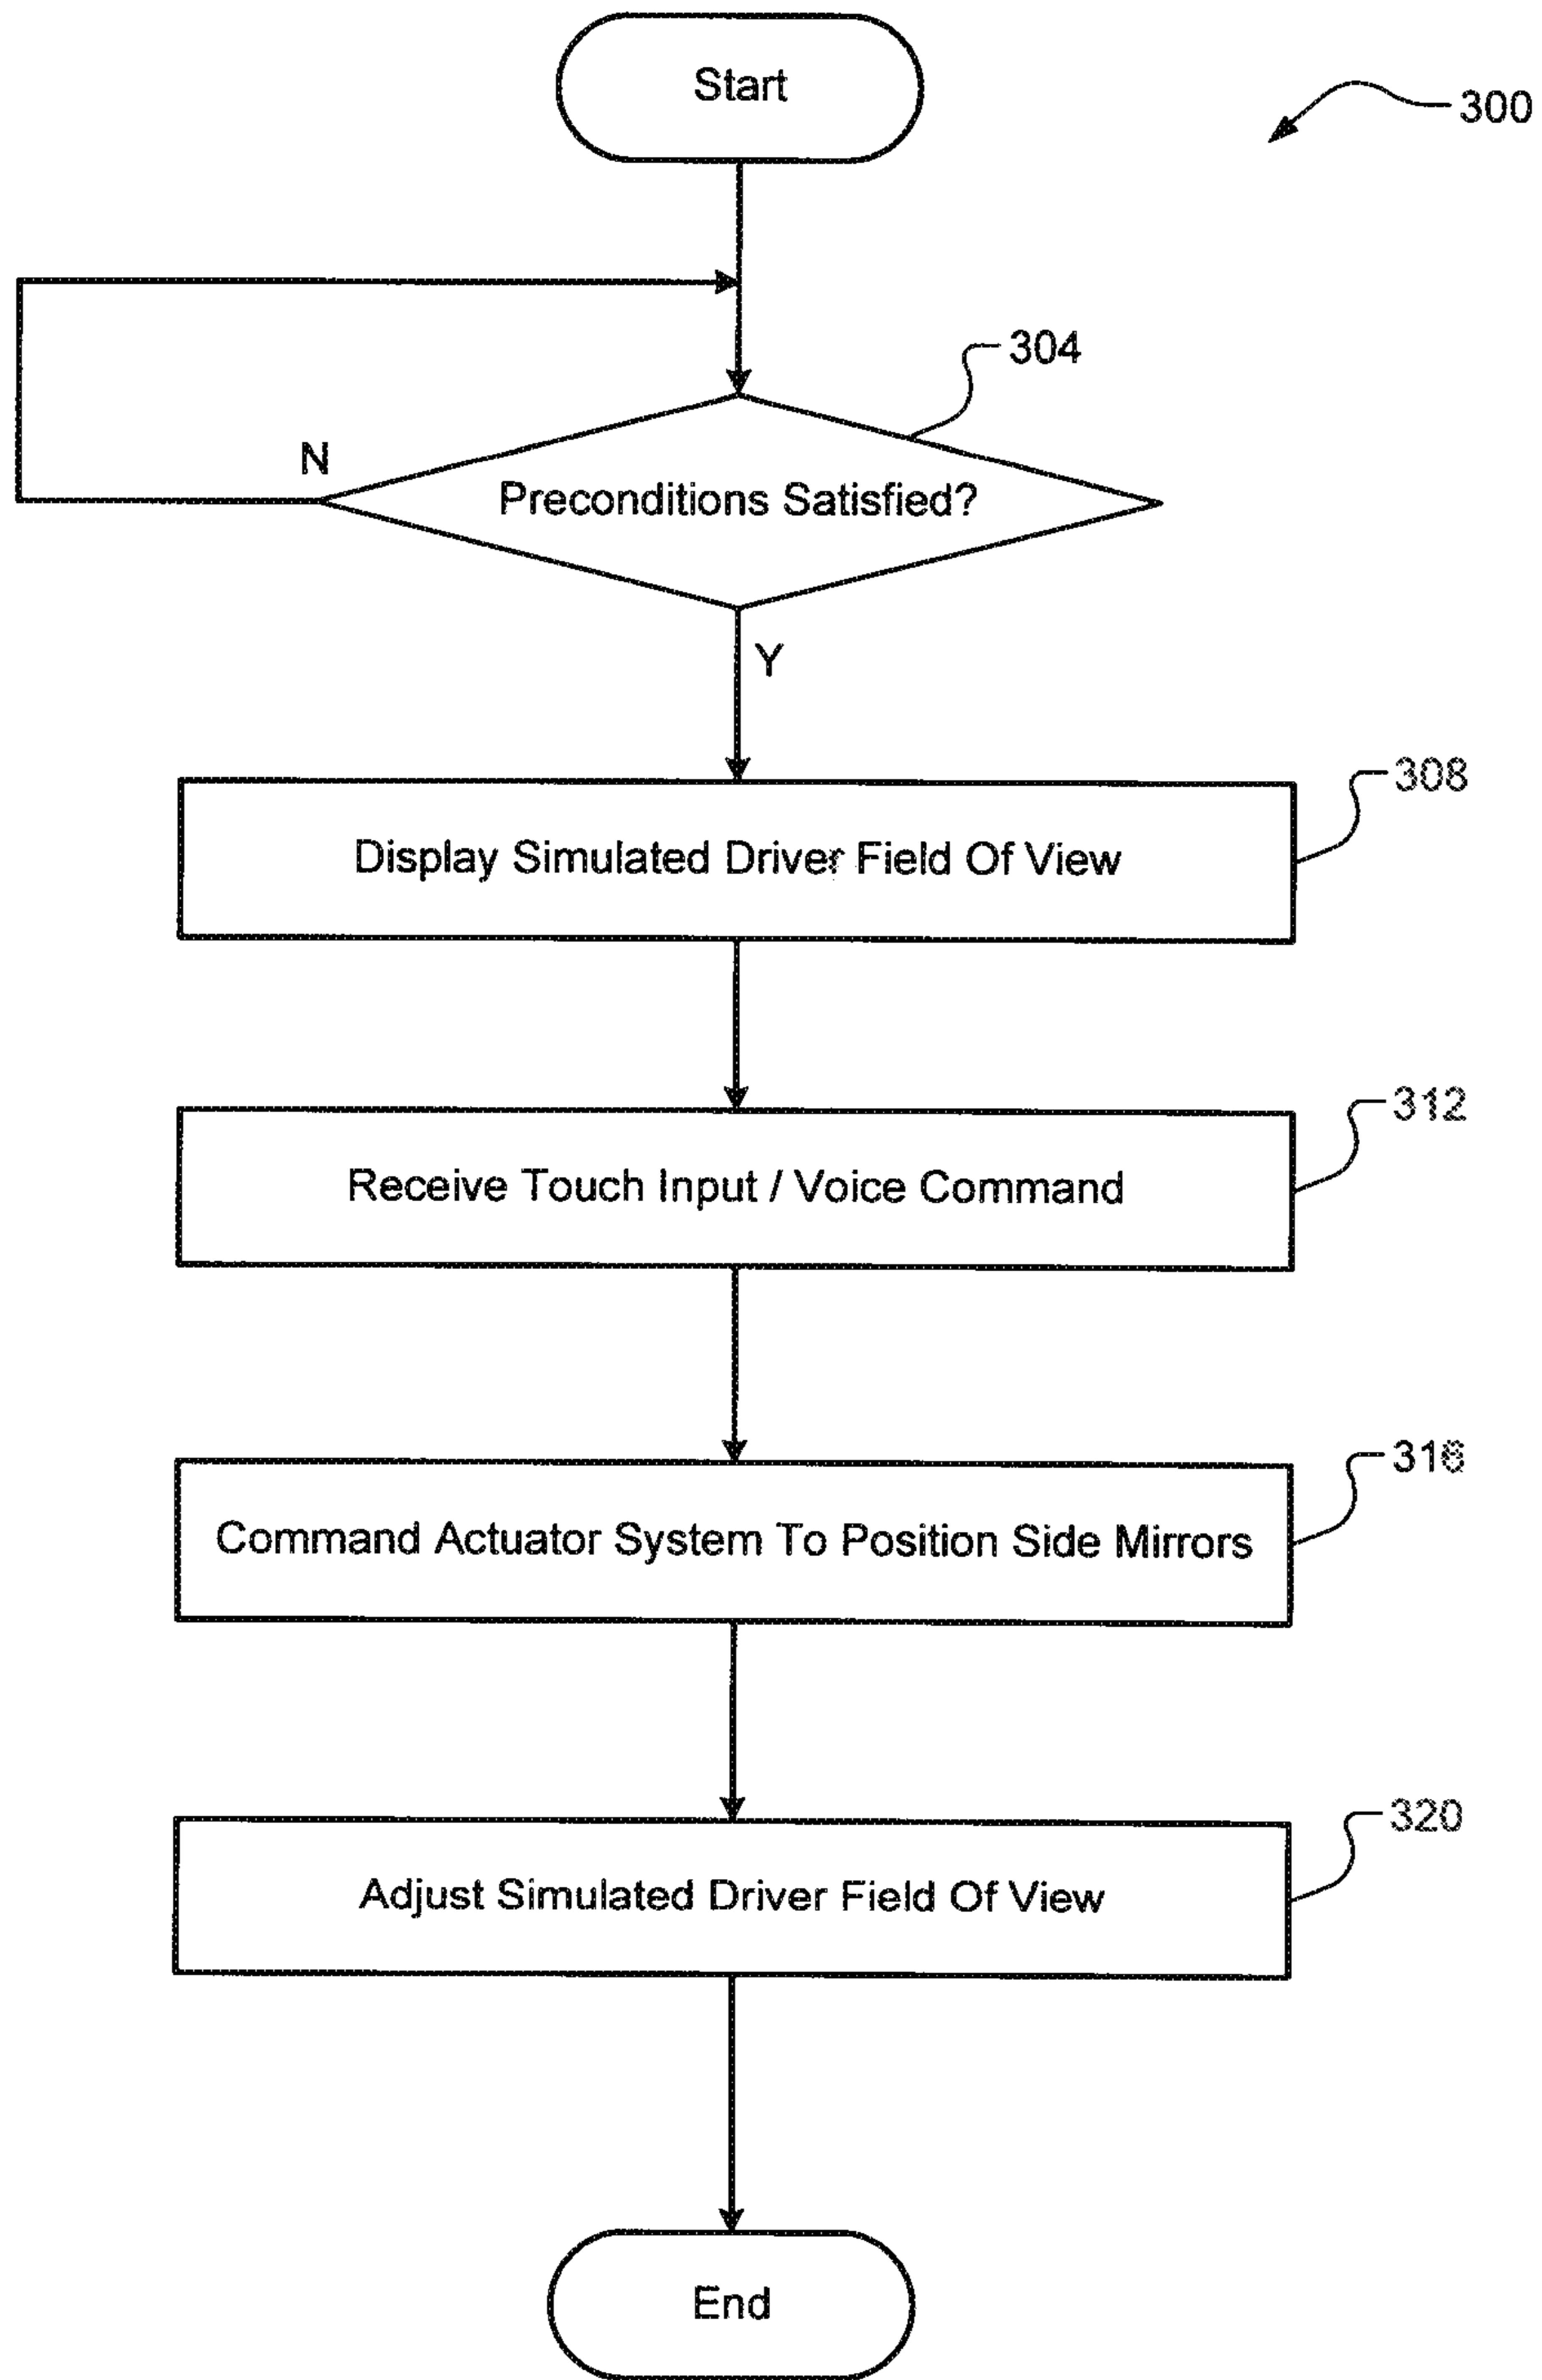 Start
300
304
N
Preconditions Satisfied?
Y
308
Display Simulated Driver Field Of View
312
Receive Touch Input / Voice Command
316
Command Actuator System To Position Side Mirrors
320
Adjust Simulated Driver Field Of View
End